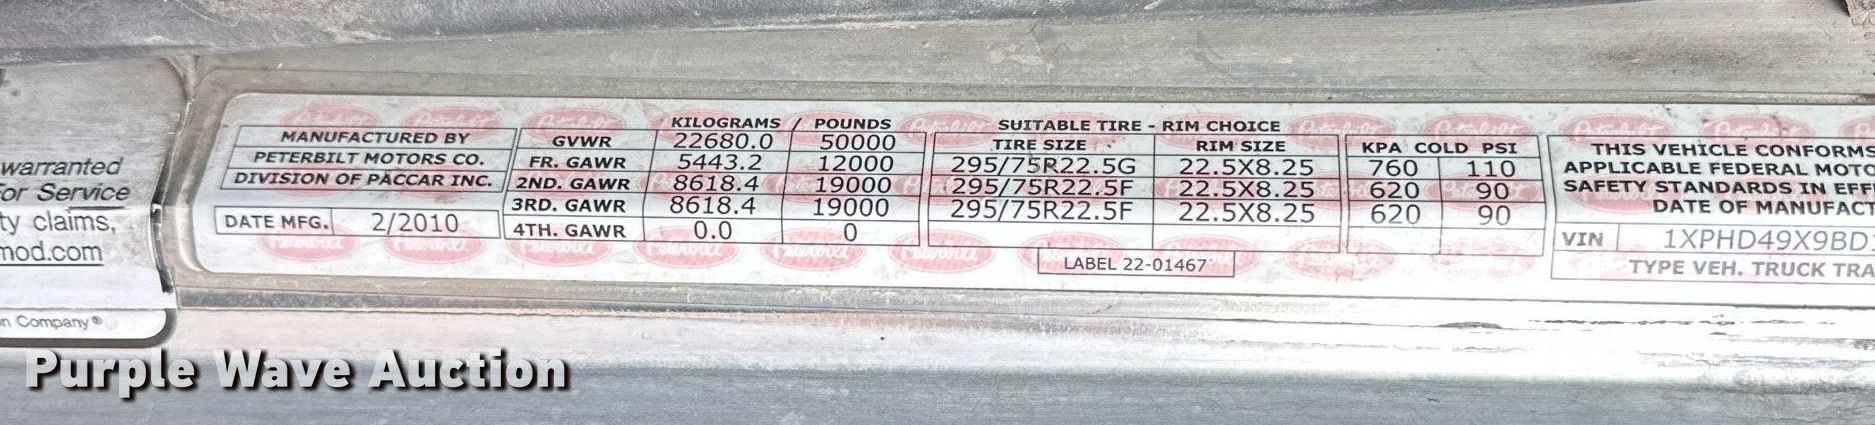 warranted
For Service
ty claims,
mod.com
n Company®
MANUFACTURED BY
PETERBILT MOTORS CO.
DIVISION OF PACCAR INC.
DATE MFG. 2/2010
KILOGRAMS / POUNDS
GVWR 22680.0 50000
FR. GAWR 5443.2 12000
2ND. GAWR 8618.4 19000
3RD. GAWR 8618.4 19000
4TH. GAWR 0.0 0
SUITABLE TIRE - RIM CHOICE
TIRE SIZE RIM SIZE KPA COLD PSI
295/75R22.5G 22.5X8.25 760 110
295/75R22.5F 22.5X8.25 620 90
295/75R22.5F 22.5X8.25 620 90
LABEL 22-01467
THIS VEHICLE CONFORMS
APPLICABLE FEDERAL MOTO
SAFETY STANDARDS IN EFF
DATE OF MANUFACT
VIN 1XPHD49X9BD
TYPE VEH. TRUCK TRA
Purple Wave Auction